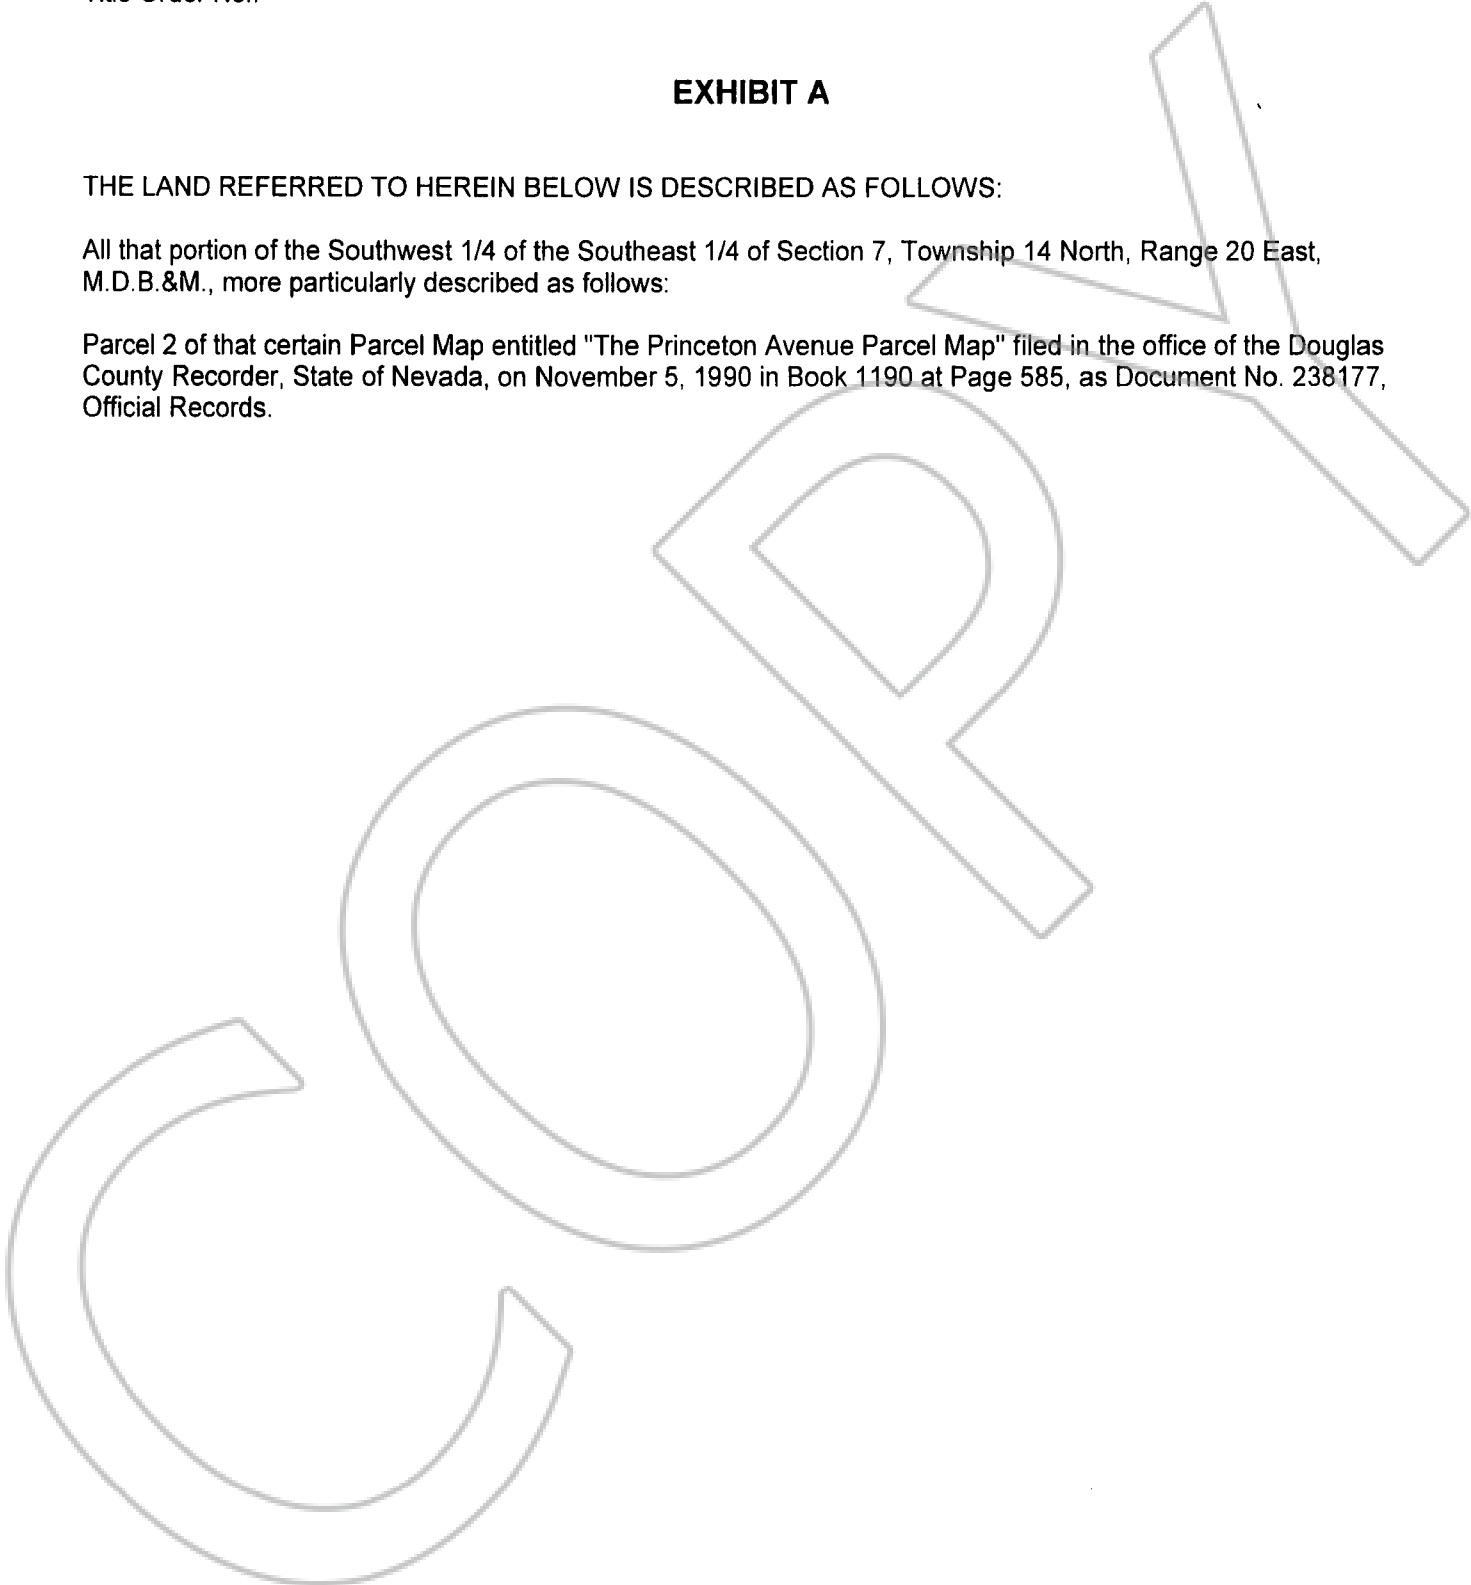 EXHIBIT A
THE LAND REFERRED TO HEREIN BELOW IS DESCRIBED AS FOLLOWS:
All that portion of the Southwest 1/4 of the Southeast 1/4 of Section 7, Township 14 North, Range 20 East,
M.D.B.&M., more particularly described as follows:
Parcel 2 of that certain Parcel Map entitled "The Princeton Avenue Parcel Map" filed in the office of the Douglas
County Recorder, State of Nevada, on November 5, 1990 in Book 1190 at Page 585, as Document No. 238177,
Official Records.
COPY